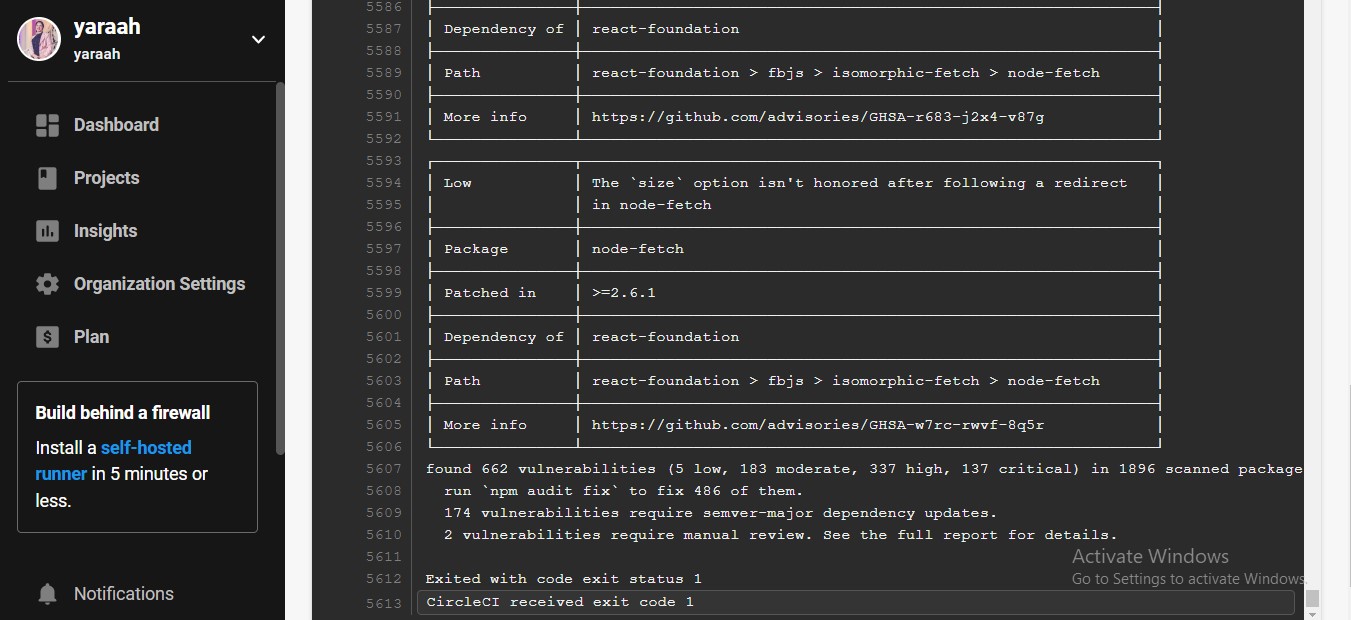 yaraah
yaraah
Dashboard
Projects
Insights
Organization Settings
Plan
Build behind a firewall
Install a self-hosted
runner in 5 minutes or
less.
Notifications
5586
5587 Dependency of react-foundation
5588
5589 Path react-foundation > fbjs > isomorphic-fetch > node-fetch
5590
5591 More info https://github.com/advisories/GHSA-r683-j2x4-v87g
5592
5593
5594 Low The `size` option isn't honored after following a redirect
5595 in node-fetch
5596
5597 Package node-fetch
5598
5599 Patched in >=2.6.1
5600
5601 Dependency of react-foundation
5602
5603 Path react-foundation > fbjs > isomorphic-fetch > node-fetch
5604
5605 More info https://github.com/advisories/GHSA-w7rc-rwvf-8q5r
5606
5607 found 662 vulnerabilities (5 low, 183 moderate, 337 high, 137 critical) in 1896 scanned package
5608 run `npm audit fix` to fix 486 of them.
5609 174 vulnerabilities require semver-major dependency updates.
5610 2 vulnerabilities require manual review. See the full report for details.
5611
5612 Exited with code exit status 1
5613 CircleCI received exit code 1
Activate Windows
Go to Settings to activate Windows.